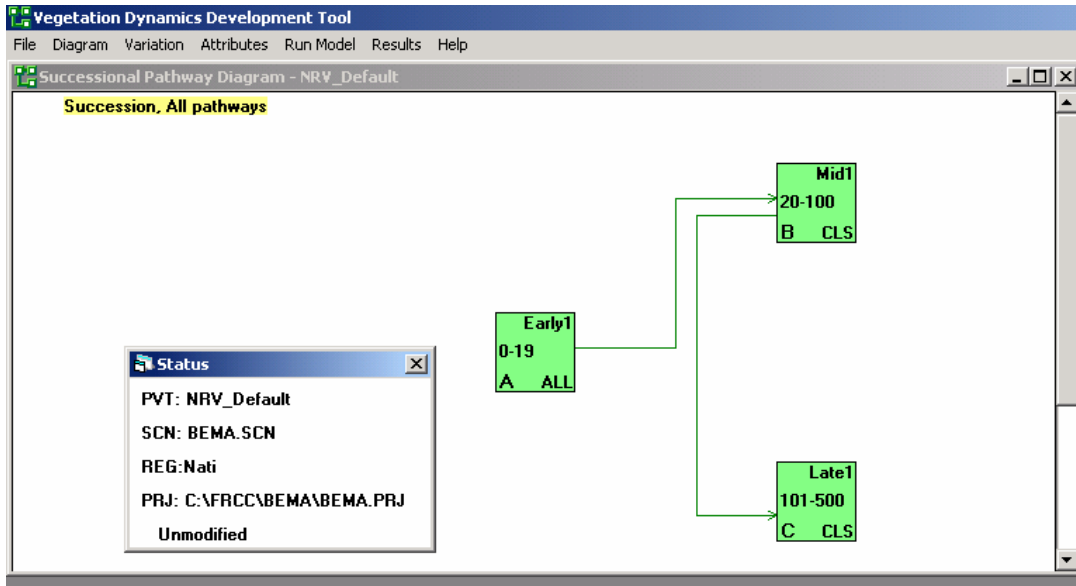 Vegetation Dynamics Development Tool
File Diagram Variation Attributes Run Model Results Help
Successional Pathway Diagram - NRV_Default
Succession, All pathways
Mid1
20-100
B CLS
Early1
0-19
A ALL
Status
PVT: NRV_Default
SCN: BEMA.SCN
REG:Nati
PRJ: C:\FRCC\BEMA\BEMA.PRJ
Unmodified
Late1
101-500
C CLS